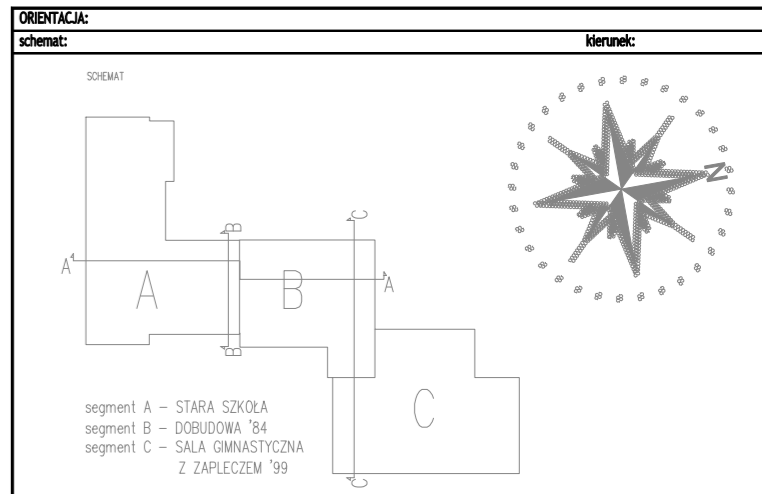 ORIENTACJA:
schemat: kierunek:
SCHEMAT
N
C
B
A A
A B
B
C
segment A – STARA SZKOŁA
segment B – DOBUDOWA '84
segment C – SALA GIMNASTYCZNA
Z ZAPLECZEM '99
C